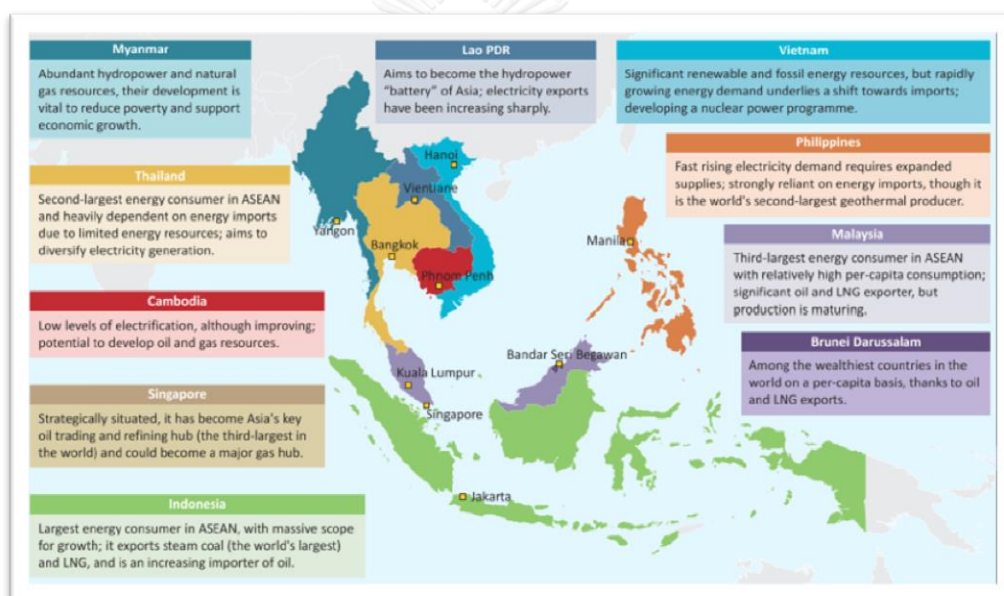 Myanmar
Abundant hydropower and natural
gas resources, their development is
vital to reduce poverty and support
economic growth.
Lao PDR
Aims to become the hydropower
"battery" of Asia; electricity exports
have been increasing sharply.
Vietnam
Significant renewable and fossil energy resources, but rapidly
growing energy demand underlies a shift towards imports;
developing a nuclear power programme.
Thailand
Second-largest energy consumer in ASEAN
and heavily dependent on energy imports
due to limited energy resources; aims to
diversify electricity generation.
Philippines
Fast rising electricity demand requires expanded
supplies; strongly reliant on energy imports, though it
is the world's second-largest geothermal producer.
Malaysia
Third-largest energy consumer in ASEAN
with relatively high per-capita consumption;
significant oil and LNG exporter, but
production is maturing.
Cambodia
Low levels of electrification, although improving;
potential to develop oil and gas resources.
Brunei Darussalam
Among the wealthiest countries in the
world on a per-capita basis, thanks to oil
and LNG exports.
Singapore
Strategically situated, it has become Asia's key
oil trading and refining hub (the third-largest in
the world) and could become a major gas hub.
Indonesia
Largest energy consumer in ASEAN, with massive scope
for growth; it exports steam coal (the world's largest)
and LNG, and is an increasing importer of oil.
Hanoi
Vientiane
Yangon
Bangkok
Manila
Phnom Penh
Bandar Seri Begawan
Kuala Lumpur
Singapore
Jakarta